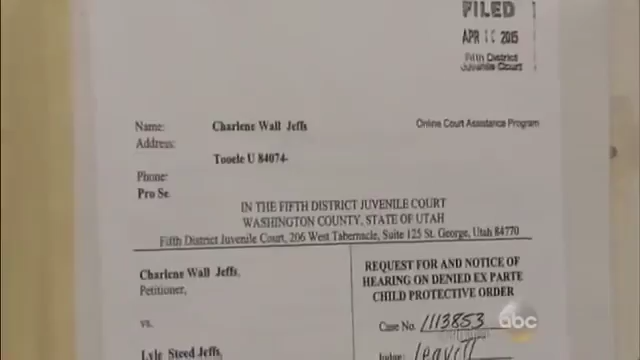 FILED
APR 10 2015
Fifth District
Juvenile Court
Name: Charlene Wall Jeffs Online Court Assistance Program
Address:
Tooele U 84074-
Phone:
Pro Se
IN THE FIFTH DISTRICT JUVENILE COURT
WASHINGTON COUNTY, STATE OF UTAH
Fifth District Juvenile Court, 206 West Tabernacle, Suite 125 St. George, Utah 84770
Charlene Wall Jeffs,
Petitioner,
vs.
Lyle Steed Jeffs,
REQUEST FOR AND NOTICE OF
HEARING ON DENIED EX PARTE
CHILD PROTECTIVE ORDER
Case No. 1113853
Judge: Leavitt
abc